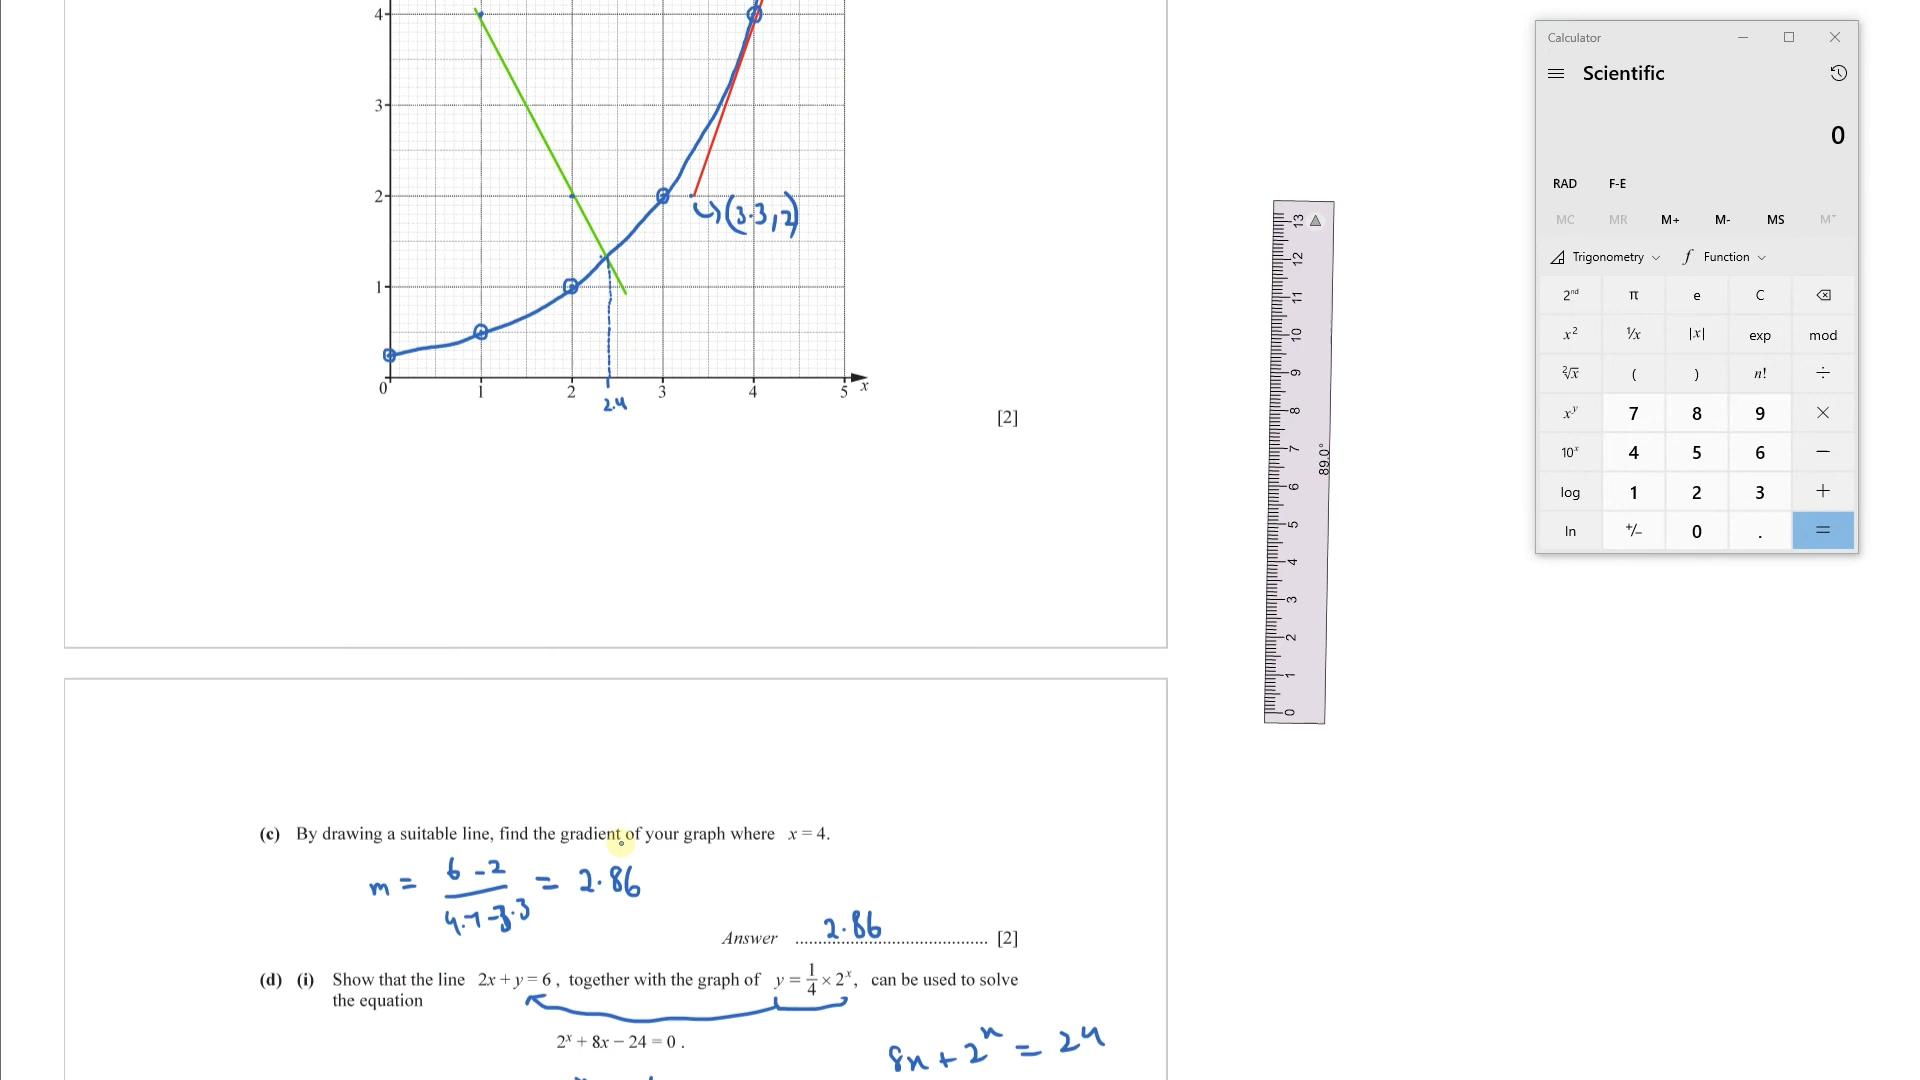 4
3
2
(3.3, 2)
1
0 1 2 3 4 5 x
2.4
[2]
(c) By drawing a suitable line, find the gradient of your graph where x = 4.
m = 6 - 2 / 4.7 - 3.3 = 2.86
Answer 2.86 [2]
(d) (i) Show that the line 2x + y = 6, together with the graph of y = 1/4 × 2^x, can be used to solve
the equation
2^x + 8x − 24 = 0.
8x + 2^x = 24
13
12
11
10
9
8
7
6
5
4
3
2
1
0
89.0°
Calculator
Scientific
0
RAD F-E
MC MR M+ M- MS M˅
Trigonometry f Function
2nd π e C
x² ¹/x |x| exp mod
²√x ( ) n! ÷
xʸ 7 8 9 ×
10ˣ 4 5 6 −
log 1 2 3 +
ln +/− 0 . =